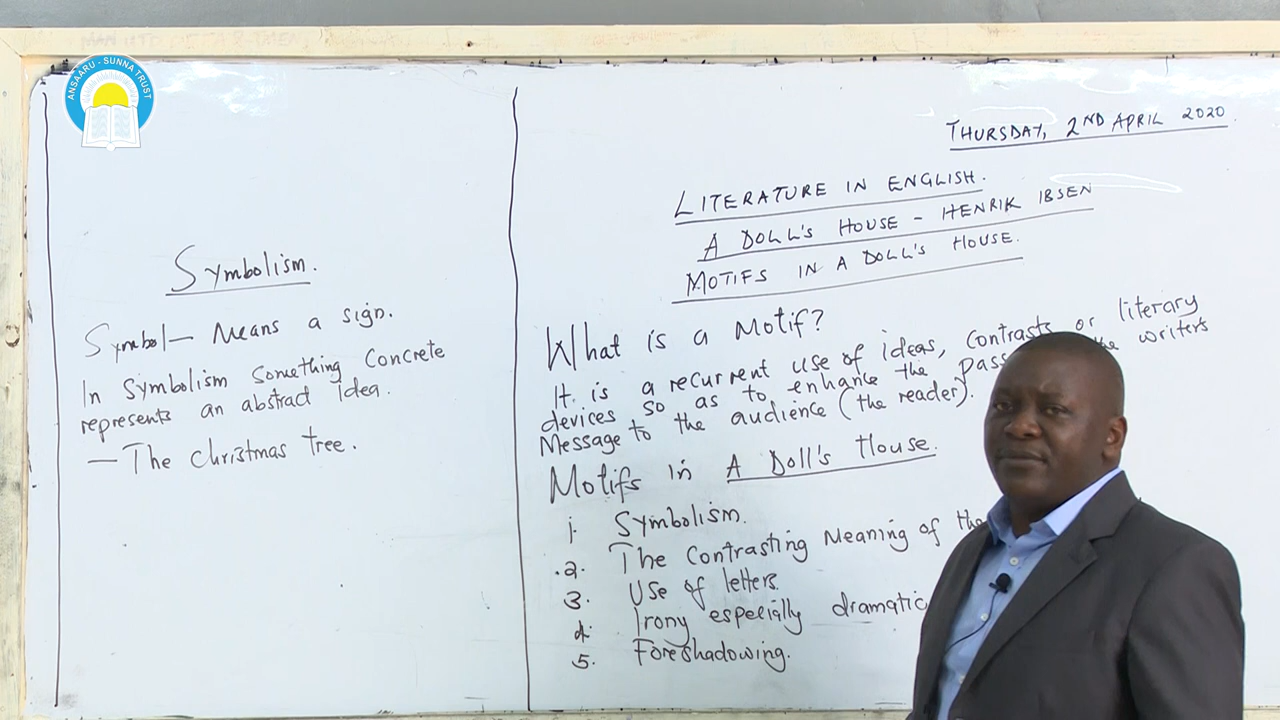 ANSAARU - SUNNA TRUST
Symbolism.
Symbol — Means a sign.
In Symbolism something concrete
represents an abstract idea.
— The christmas tree.
THURSDAY, 2ND APRIL 2020.
LITERATURE IN ENGLISH.
A DOLL'S HOUSE - HENRIK IBSEN
MOTIFS IN A DOLL'S HOUSE.
What is a Motif?
It is a recurrent use of ideas, contrasts or literary
devices so as to enhance the writers
Message to the audience (the reader).
Motifs in A Doll's House.
1. Symbolism.
2. The Contrasting Meaning of the
3. Use of letters.
4. Irony especially dramatic
5. Foreshadowing.